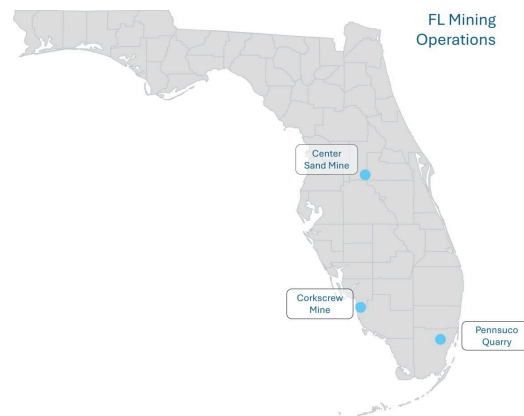 FL Mining
Operations
Center
Sand Mine
Corkscrew
Mine
Pennsuco
Quarry